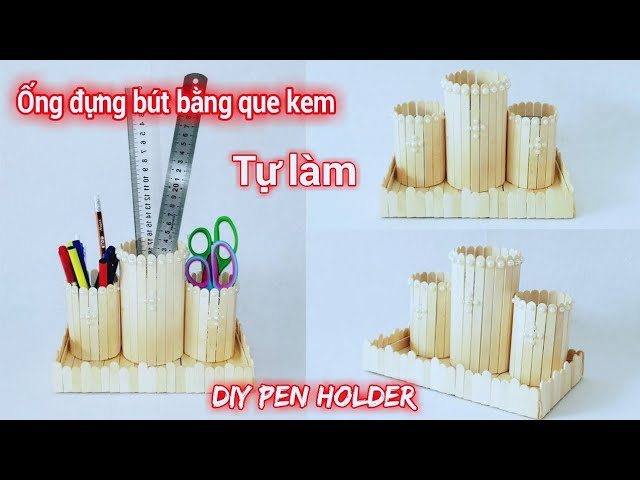 Ống đựng bút bằng que kem
Tự làm
DIY PEN HOLDER